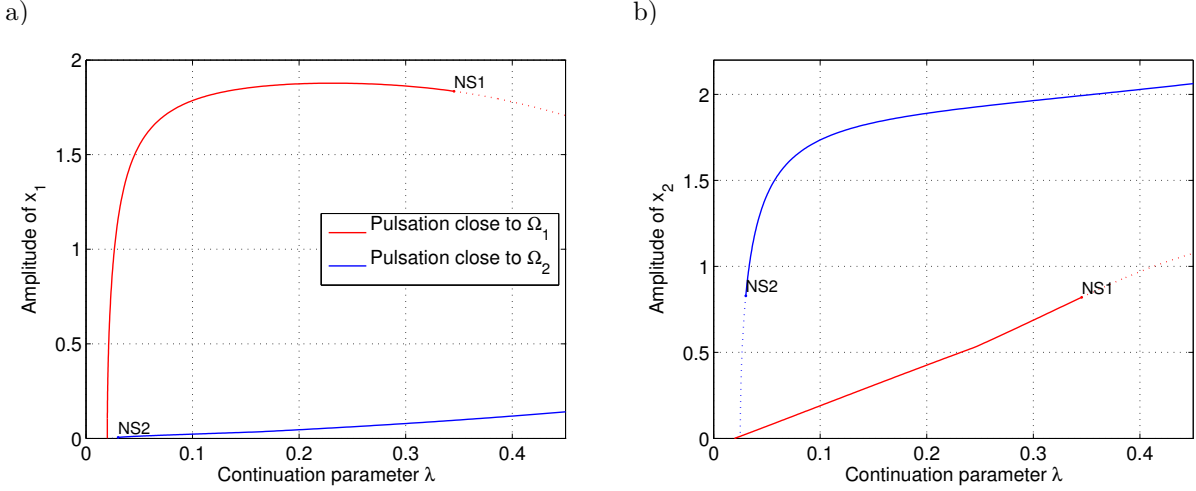 a)
b)
2
1.5
1
0.5
0
0
0.1
0.2
0.3
0.4
Amplitude of x1
Continuation parameter λ
NS1
NS2
Pulsation close to Ω1
Pulsation close to Ω2
2
1.5
1
0.5
0
0
0.1
0.2
0.3
0.4
Amplitude of x2
Continuation parameter λ
NS2
NS1